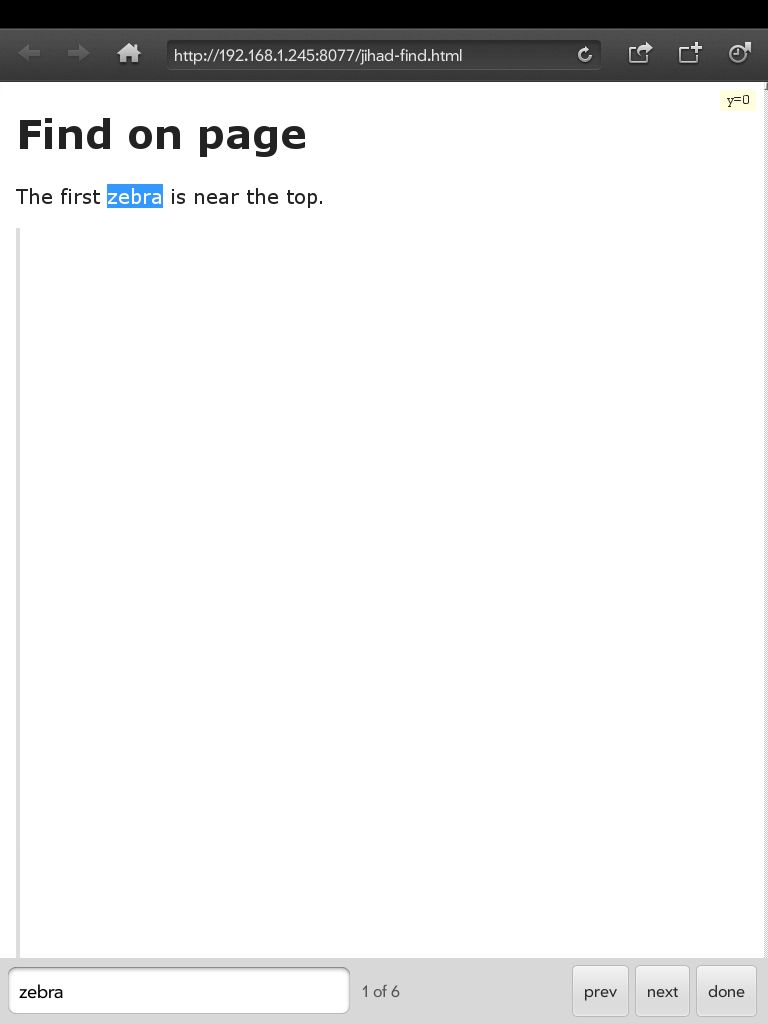 http://192.168.1.245:8077/jihad-find.html
y=0
Find on page
The first zebra is near the top.
zebra
1 of 6
prev
next
done